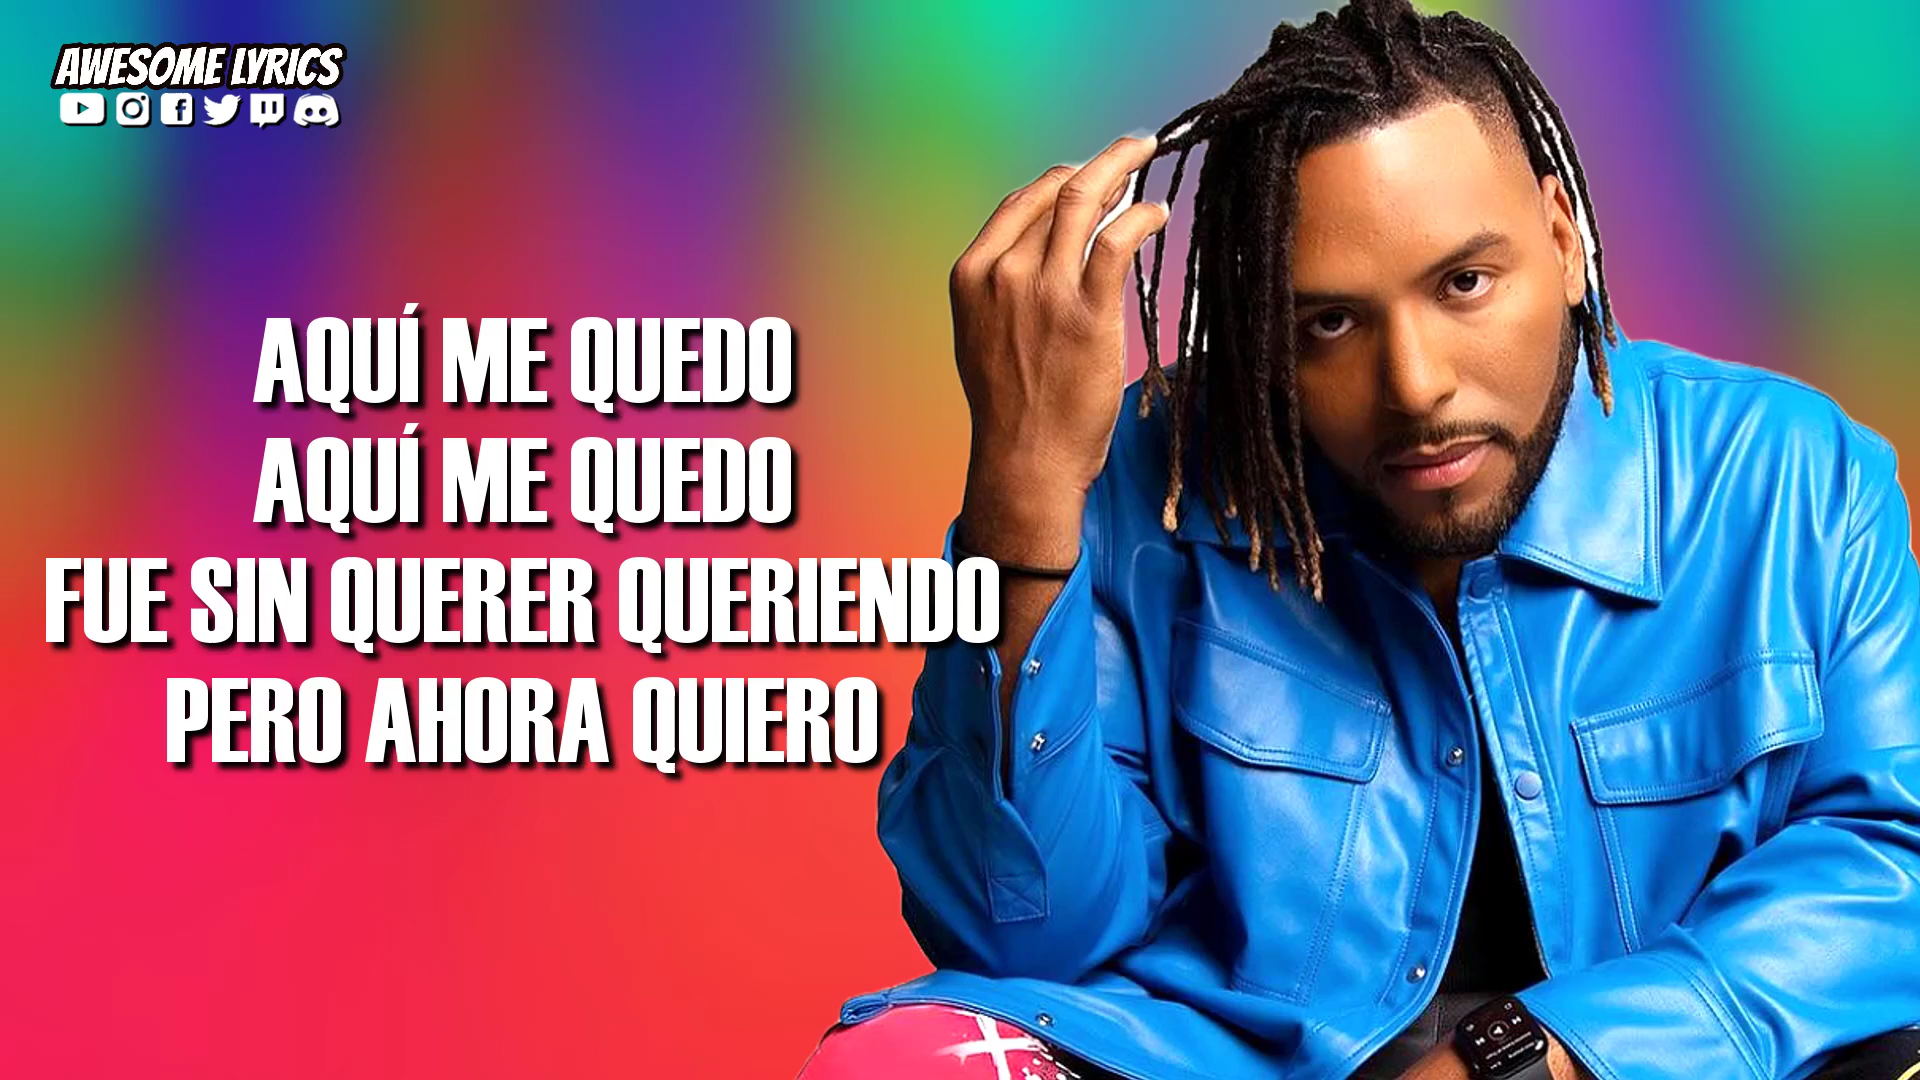 AWESOME LYRICS
AQUÍ ME QUEDO
AQUÍ ME QUEDO
FUE SIN QUERER QUERIENDO
PERO AHORA QUIERO